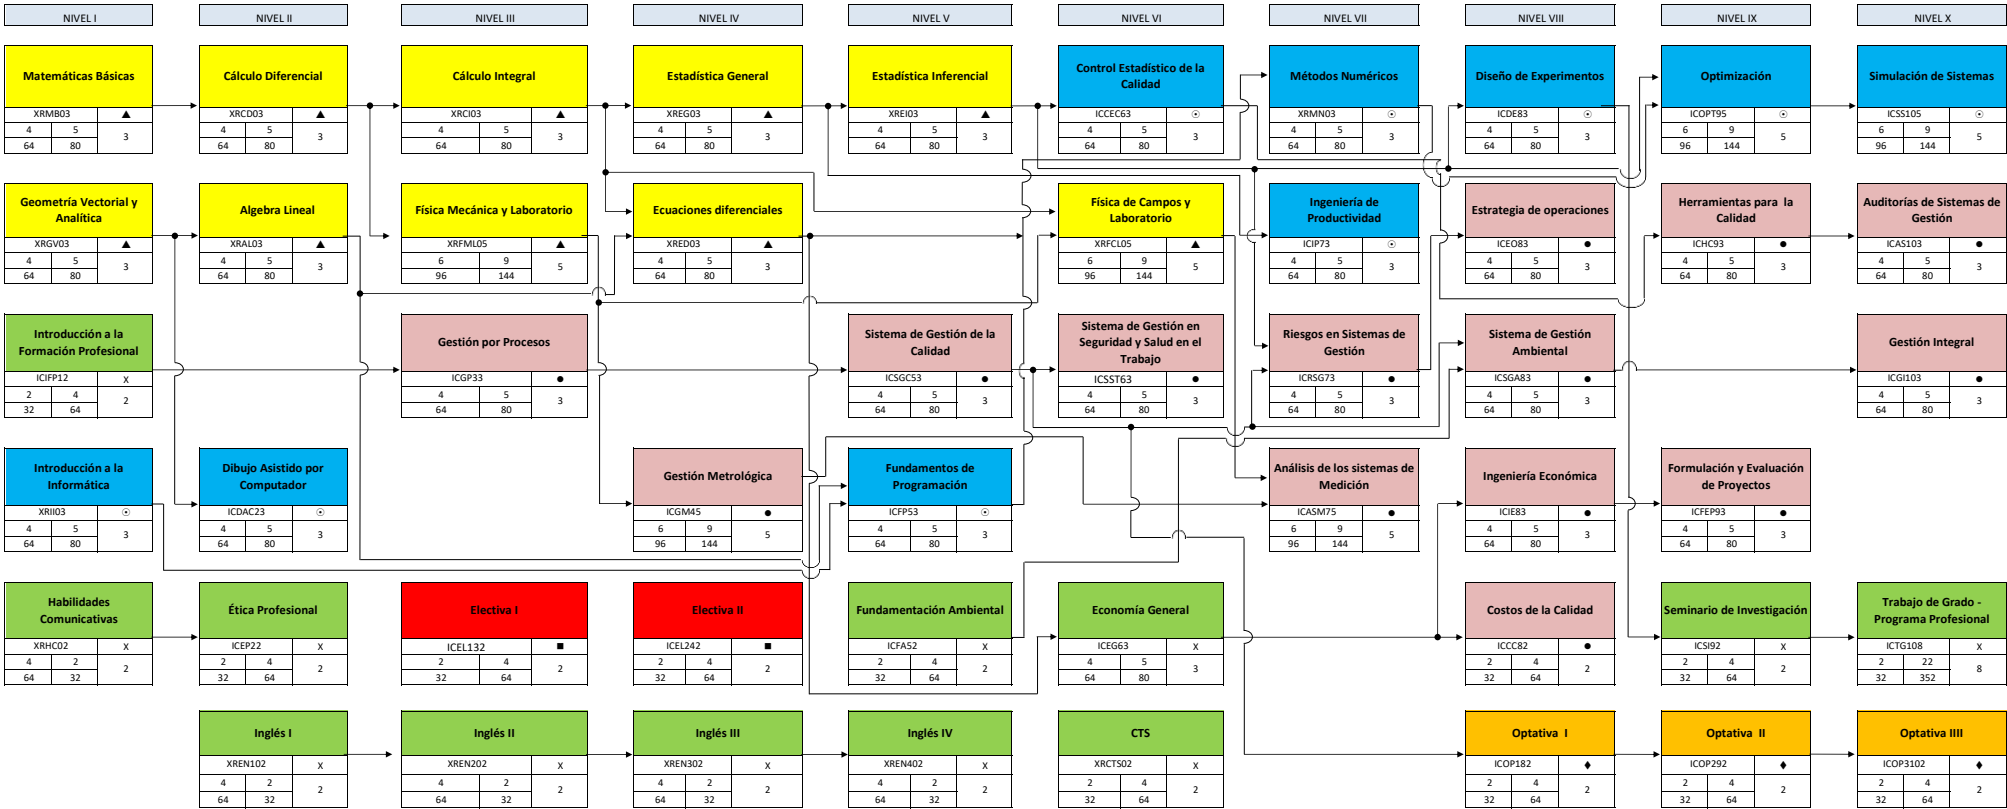 NIVEL I NIVEL II NIVEL III NIVEL IV NIVEL V NIVEL VI NIVEL VII NIVEL VIII NIVEL IX NIVEL X
Matemáticas Básicas
XRMB03 ▲
4 5 3
64 80
Cálculo Diferencial
XRCD03 ▲
4 5 3
64 80
Cálculo Integral
XRCI03 ▲
4 5 3
64 80
Estadística General
XREG03 ▲
4 5 3
64 80
Estadística Inferencial
XREI03 ▲
4 5 3
64 80
Control Estadístico de la
Calidad
ICCEC63 ☉
4 5 3
64 80
Métodos Numéricos
XRMN03 ☉
4 5 3
64 80
Diseño de Experimentos
ICDE83 ☉
4 5 3
64 80
Optimización
ICOPT95 ☉
6 9 5
96 144
Simulación de Sistemas
ICSS105 ☉
6 9 5
96 144
Geometría Vectorial y
Analítica
XRGV03 ▲
4 5 3
64 80
Algebra Lineal
XRAL03 ▲
4 5 3
64 80
Física Mecánica y Laboratorio
XRFML05 ▲
6 9 5
96 144
Ecuaciones diferenciales
XRED03 ▲
4 5 3
64 80
Física de Campos y
Laboratorio
XRFCL05 ▲
6 9 5
96 144
Ingeniería de
Productividad
ICIP73 ☉
4 5 3
64 80
Estrategia de operaciones
ICEO83 ●
4 5 3
64 80
Herramientas para la
Calidad
ICHC93 ●
4 5 3
64 80
Auditorías de Sistemas de
Gestión
ICAS103 ●
4 5 3
64 80
Introducción a la
Formación Profesional
ICIFP12 X
2 4 2
32 64
Gestión por Procesos
ICGP33 ●
4 5 3
64 80
Sistema de Gestión de la
Calidad
ICSGC53 ●
4 5 3
64 80
Sistema de Gestión en
Seguridad y Salud en el
Trabajo
ICSST63 ●
4 5 3
64 80
Riesgos en Sistemas de
Gestión
ICRSG73 ●
4 5 3
64 80
Sistema de Gestión
Ambiental
ICSGA83 ●
4 5 3
64 80
Gestión Integral
ICGI103 ●
4 5 3
64 80
Introducción a la
Informática
XRII03 ☉
4 5 3
64 80
Dibujo Asistido por
Computador
ICDAC23 ☉
4 5 3
64 80
Gestión Metrológica
ICGM45 ●
6 9 5
96 144
Fundamentos de
Programación
ICFP53 ☉
4 5 3
64 80
Análisis de los sistemas de
Medición
ICASM75 ●
6 9 5
96 144
Ingeniería Económica
ICIE83 ●
4 5 3
64 80
Formulación y Evaluación
de Proyectos
ICFEP93 ●
4 5 3
64 80
Habilidades
Comunicativas
XRHC02 X
4 2 2
64 32
Ética Profesional
ICEP22 X
2 4 2
32 64
Electiva I
ICEL132 ■
2 4 2
32 64
Electiva II
ICEL242 ■
2 4 2
32 64
Fundamentación Ambiental
ICFA52 X
2 4 2
32 64
Economía General
ICEG63 X
4 5 3
64 80
Costos de la Calidad
ICCC82 ●
2 4 2
32 64
Seminario de Investigación
ICSI92 X
2 4 2
32 64
Trabajo de Grado -
Programa Profesional
ICTG108 X
2 22 8
32 352
Inglés I
XREN102 X
4 2 2
64 32
Inglés II
XREN202 X
4 2 2
64 32
Inglés III
XREN302 X
4 2 2
64 32
Inglés IV
XREN402 X
4 2 2
64 32
CTS
XRCTS02 X
2 4 2
32 64
Optativa I
ICOP182 ♦
2 4 2
32 64
Optativa II
ICOP292 ♦
2 4 2
32 64
Optativa IIII
ICOP3102 ♦
2 4 2
32 64